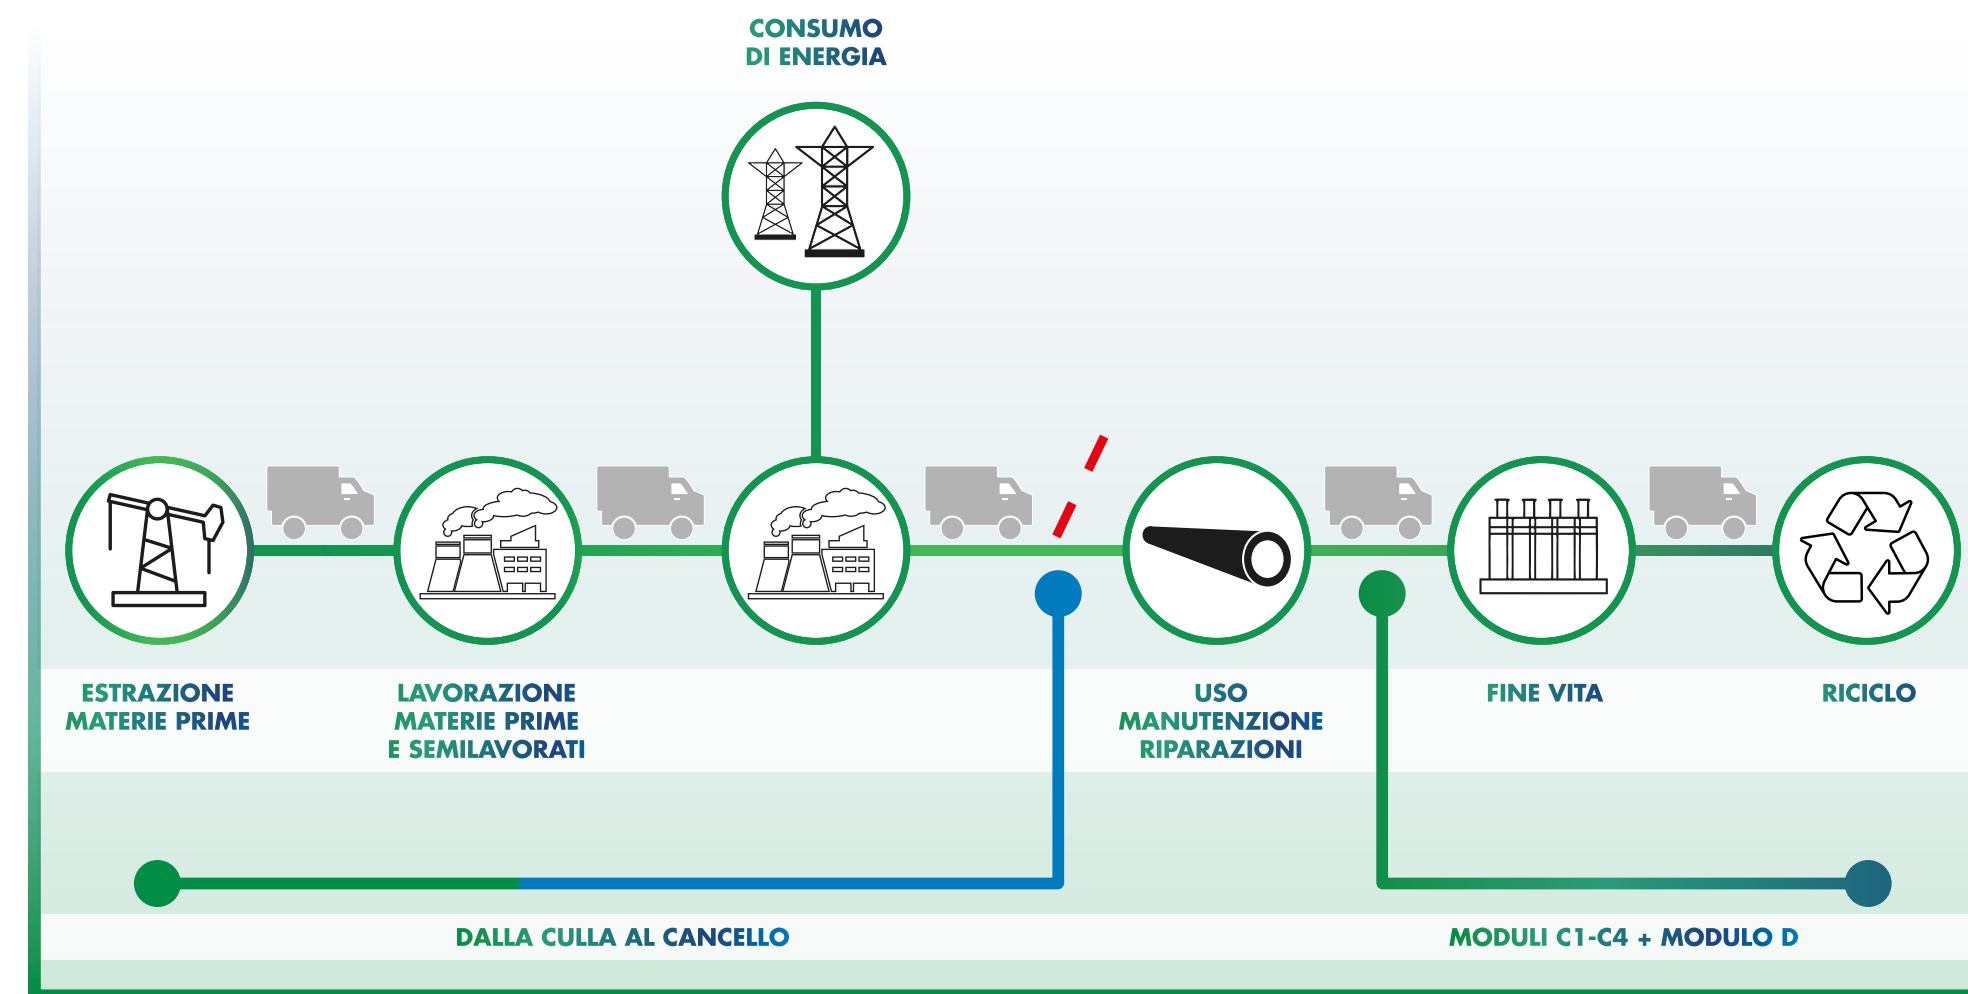 CONSUMO
DI ENERGIA
ESTRAZIONE
MATERIE PRIME
LAVORAZIONE
MATERIE PRIME
E SEMILAVORATI
USO
MANUTENZIONE
RIPARAZIONI
FINE VITA
RICICLO
DALLA CULLA AL CANCELLO
MODULI C1-C4 + MODULO D